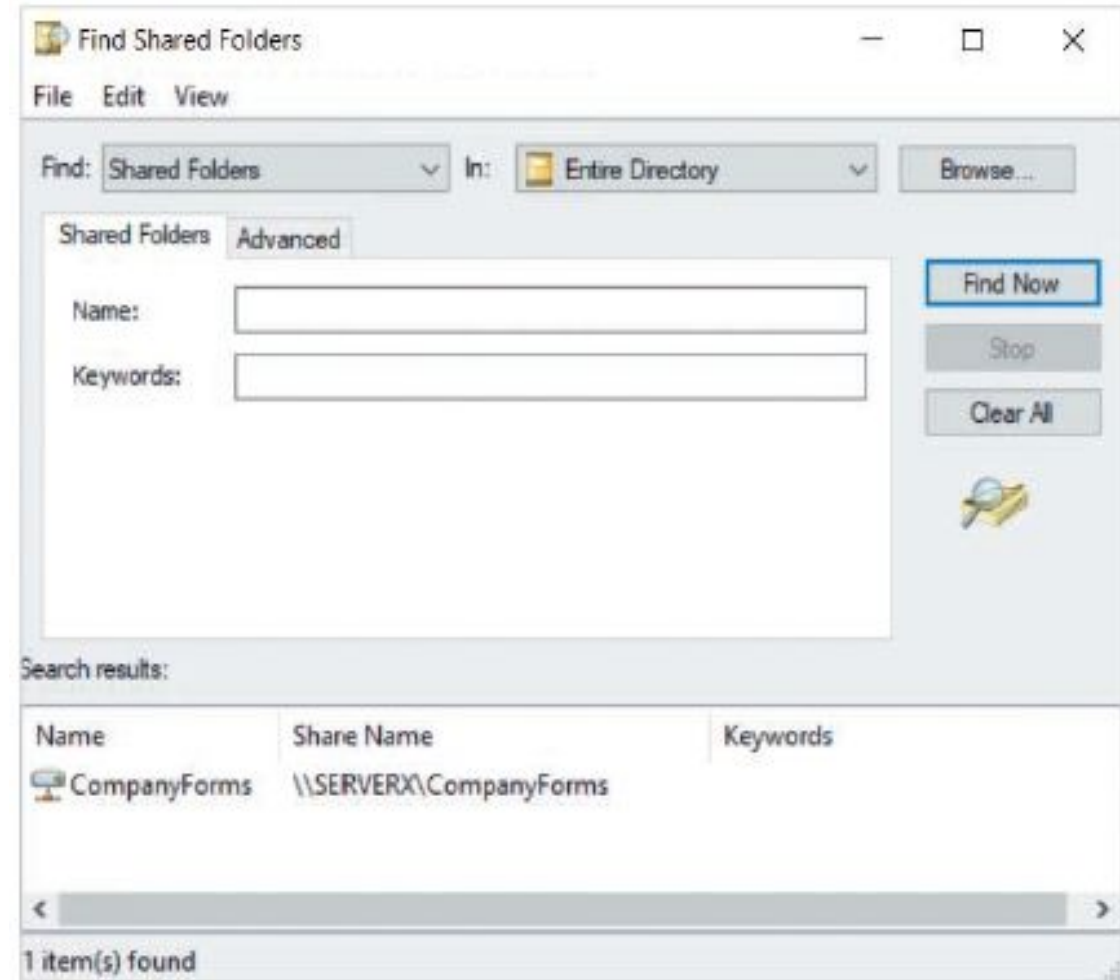 Find Shared Folders
File Edit View
Find: Shared Folders In: Entire Directory Browse...
Shared Folders Advanced
Name:
Keywords:
Find Now
Stop
Clear All
Search results:
Name Share Name Keywords
CompanyForms \\SERVERX\CompanyForms
1 item(s) found